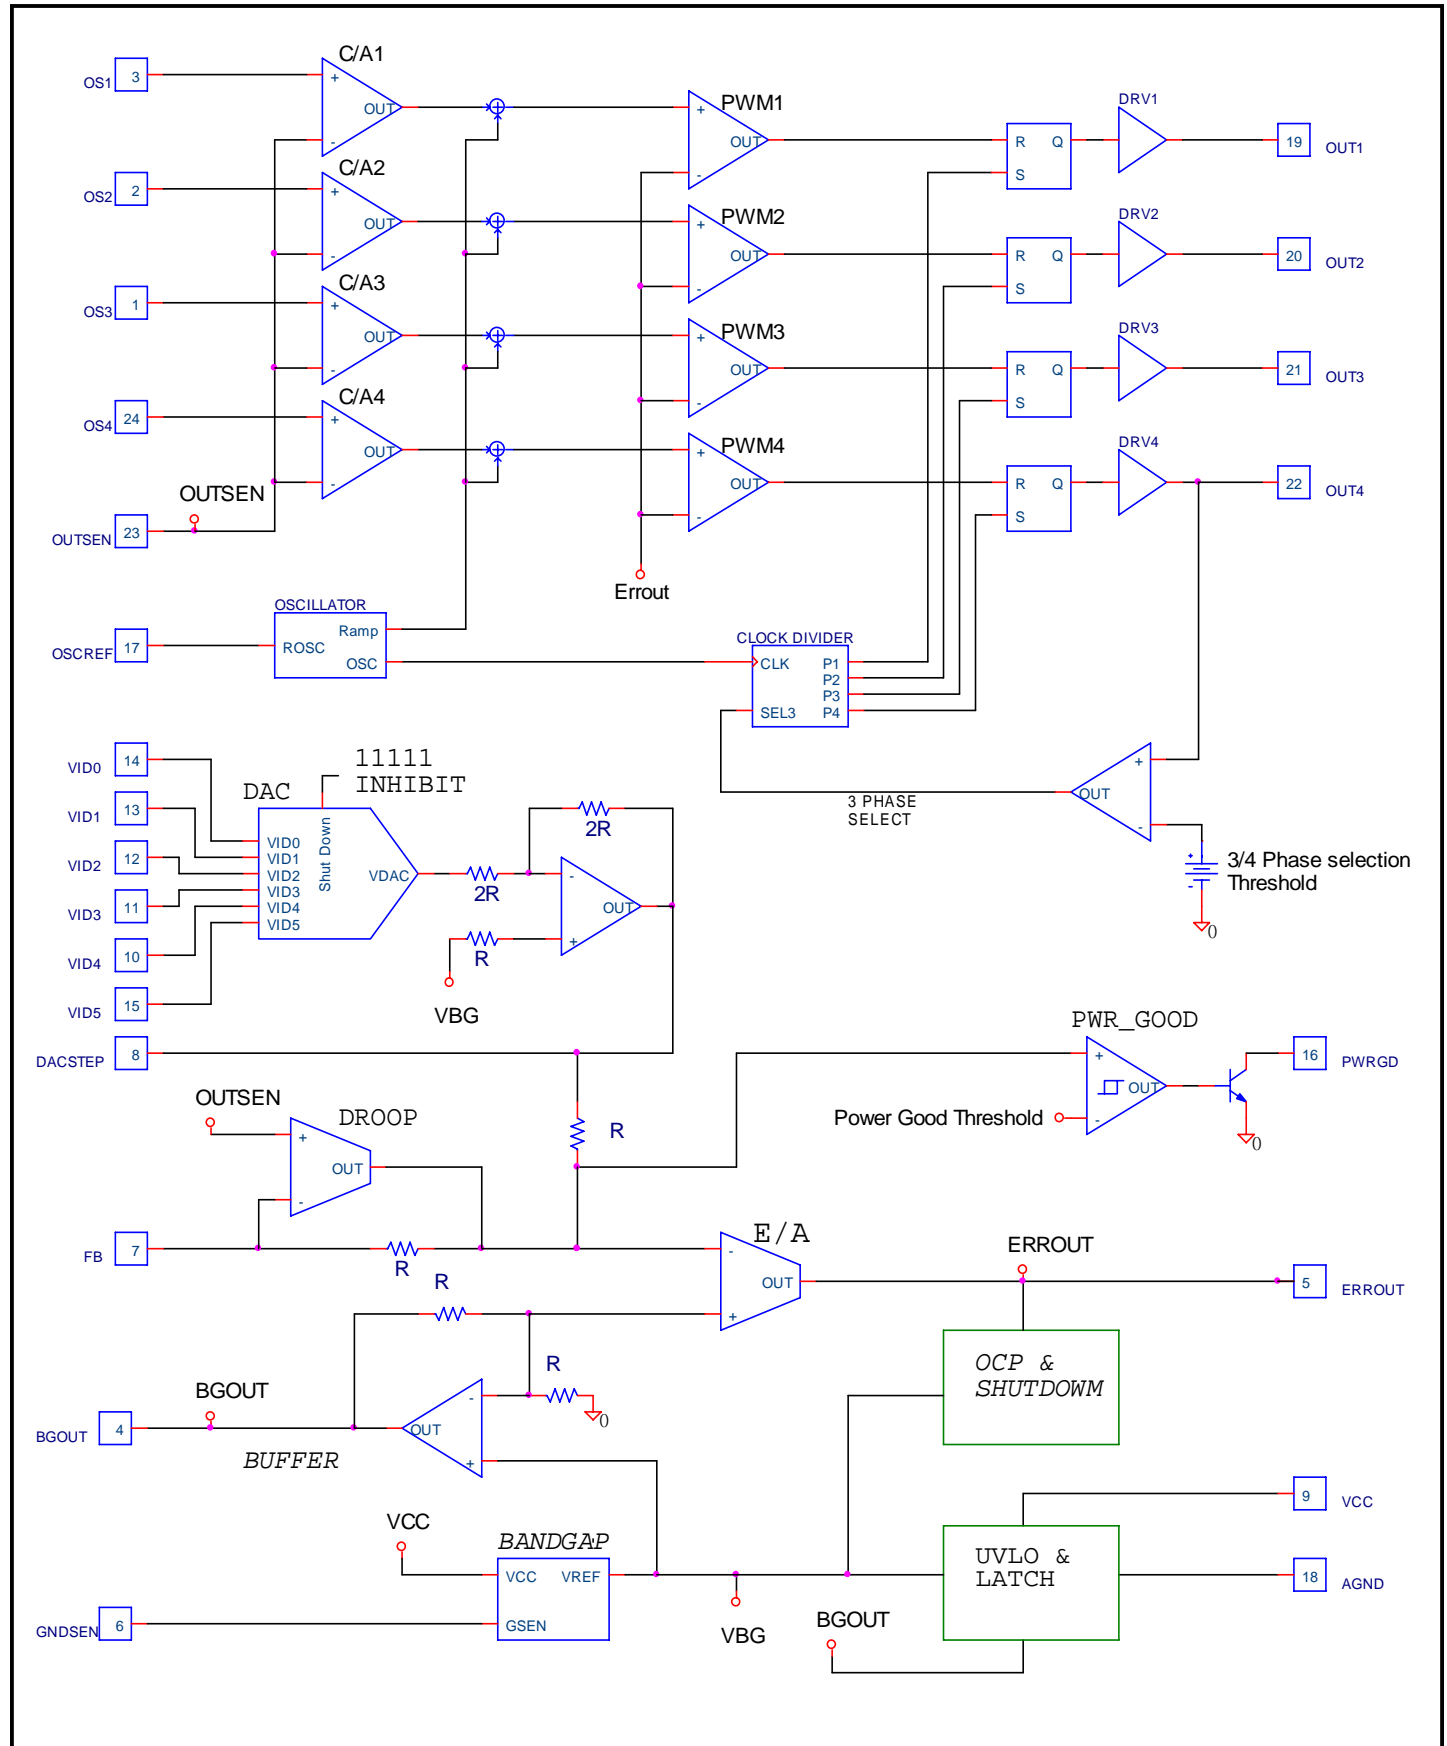 C/A1
OS1 3 + OUT -
PWM1
+ OUT -
DRV1
R Q S
19 OUT1
C/A2
OS2 2 + OUT -
PWM2
+ OUT -
DRV2
R Q S
20 OUT2
C/A3
OS3 1 + OUT -
PWM3
+ OUT -
DRV3
R Q S
21 OUT3
C/A4
OS4 24 + OUT -
PWM4
+ OUT -
DRV4
R Q S
22 OUT4
OUTSEN
OUTSEN 23
Errout
OSCILLATOR
OSCREF 17
ROSC Ramp
OSC
CLOCK DIVIDER
CLK P1
P2
P3
SEL3 P4
3 PHASE
SELECT
+ OUT -
+ -
3/4 Phase selection
Threshold
0
VID0 14
VID1 13
VID2 12
VID3 11
VID4 10
VID5 15
DAC
11111
INHIBIT
Shut Down
VID0
VID1
VID2
VID3
VID4
VID5
VDAC
2R
2R
- OUT +
R
VBG
DACSTEP 8
PWR_GOOD
+ OUT -
16 PWRGD
Power Good Threshold
0
OUTSEN
DROOP
+ OUT -
R
FB 7
R
E/A
- OUT +
ERROUT
5 ERROUT
R
R
0
OCP &
SHUTDOWM
BGOUT
BGOUT 4
- OUT +
BUFFER
9 VCC
VCC
BANDGAP
VCC VREF
GSEN
UVLO &
LATCH
18 AGND
GNDSEN 6
VBG
BGOUT